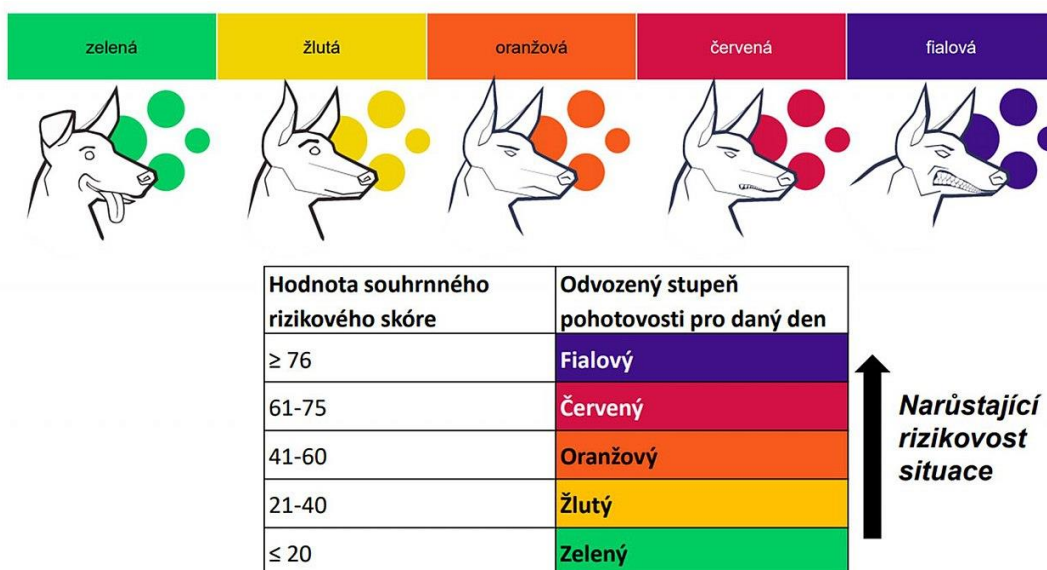 zelená
žlutá
oranžová
červená
fialová
Hodnota souhrnného
rizikového skóre
Odvozený stupeň
pohotovosti pro daný den
≥ 76
Fialový
61-75
Červený
41-60
Oranžový
21-40
Žlutý
≤ 20
Zelený
Narůstající
rizikovost
situace